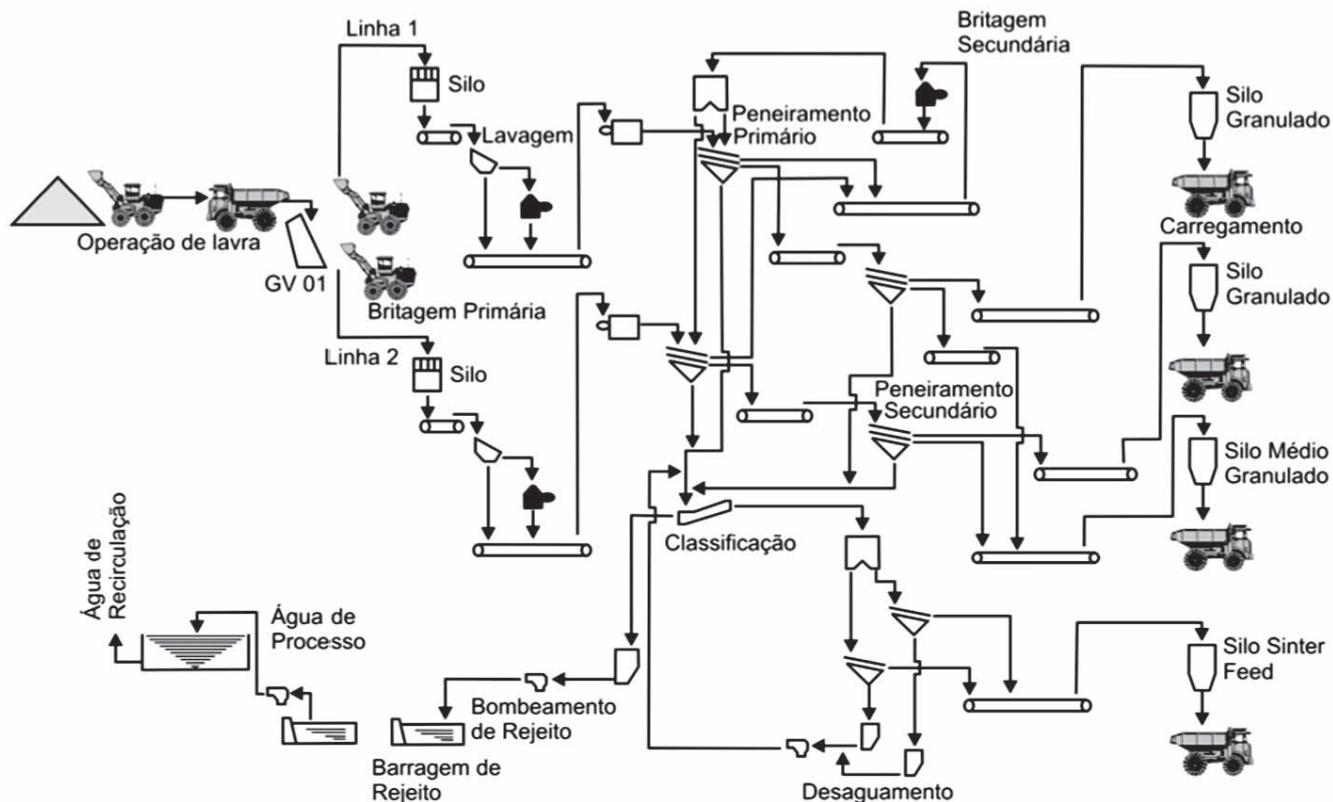 Linha 1
Silo
Lavagem
Britagem
Secundária
Peneiramento
Primário
Silo
Granulado
Carregamento
Operação de lavra
GV 01
Britagem Primária
Linha 2
Silo
Silo
Granulado
Peneiramento
Secundário
Silo Médio
Granulado
Classificação
Água de
Recirculação
Água de
Processo
Bombeamento
de Rejeito
Barragem de
Rejeito
Desaguamento
Silo Sinter
Feed